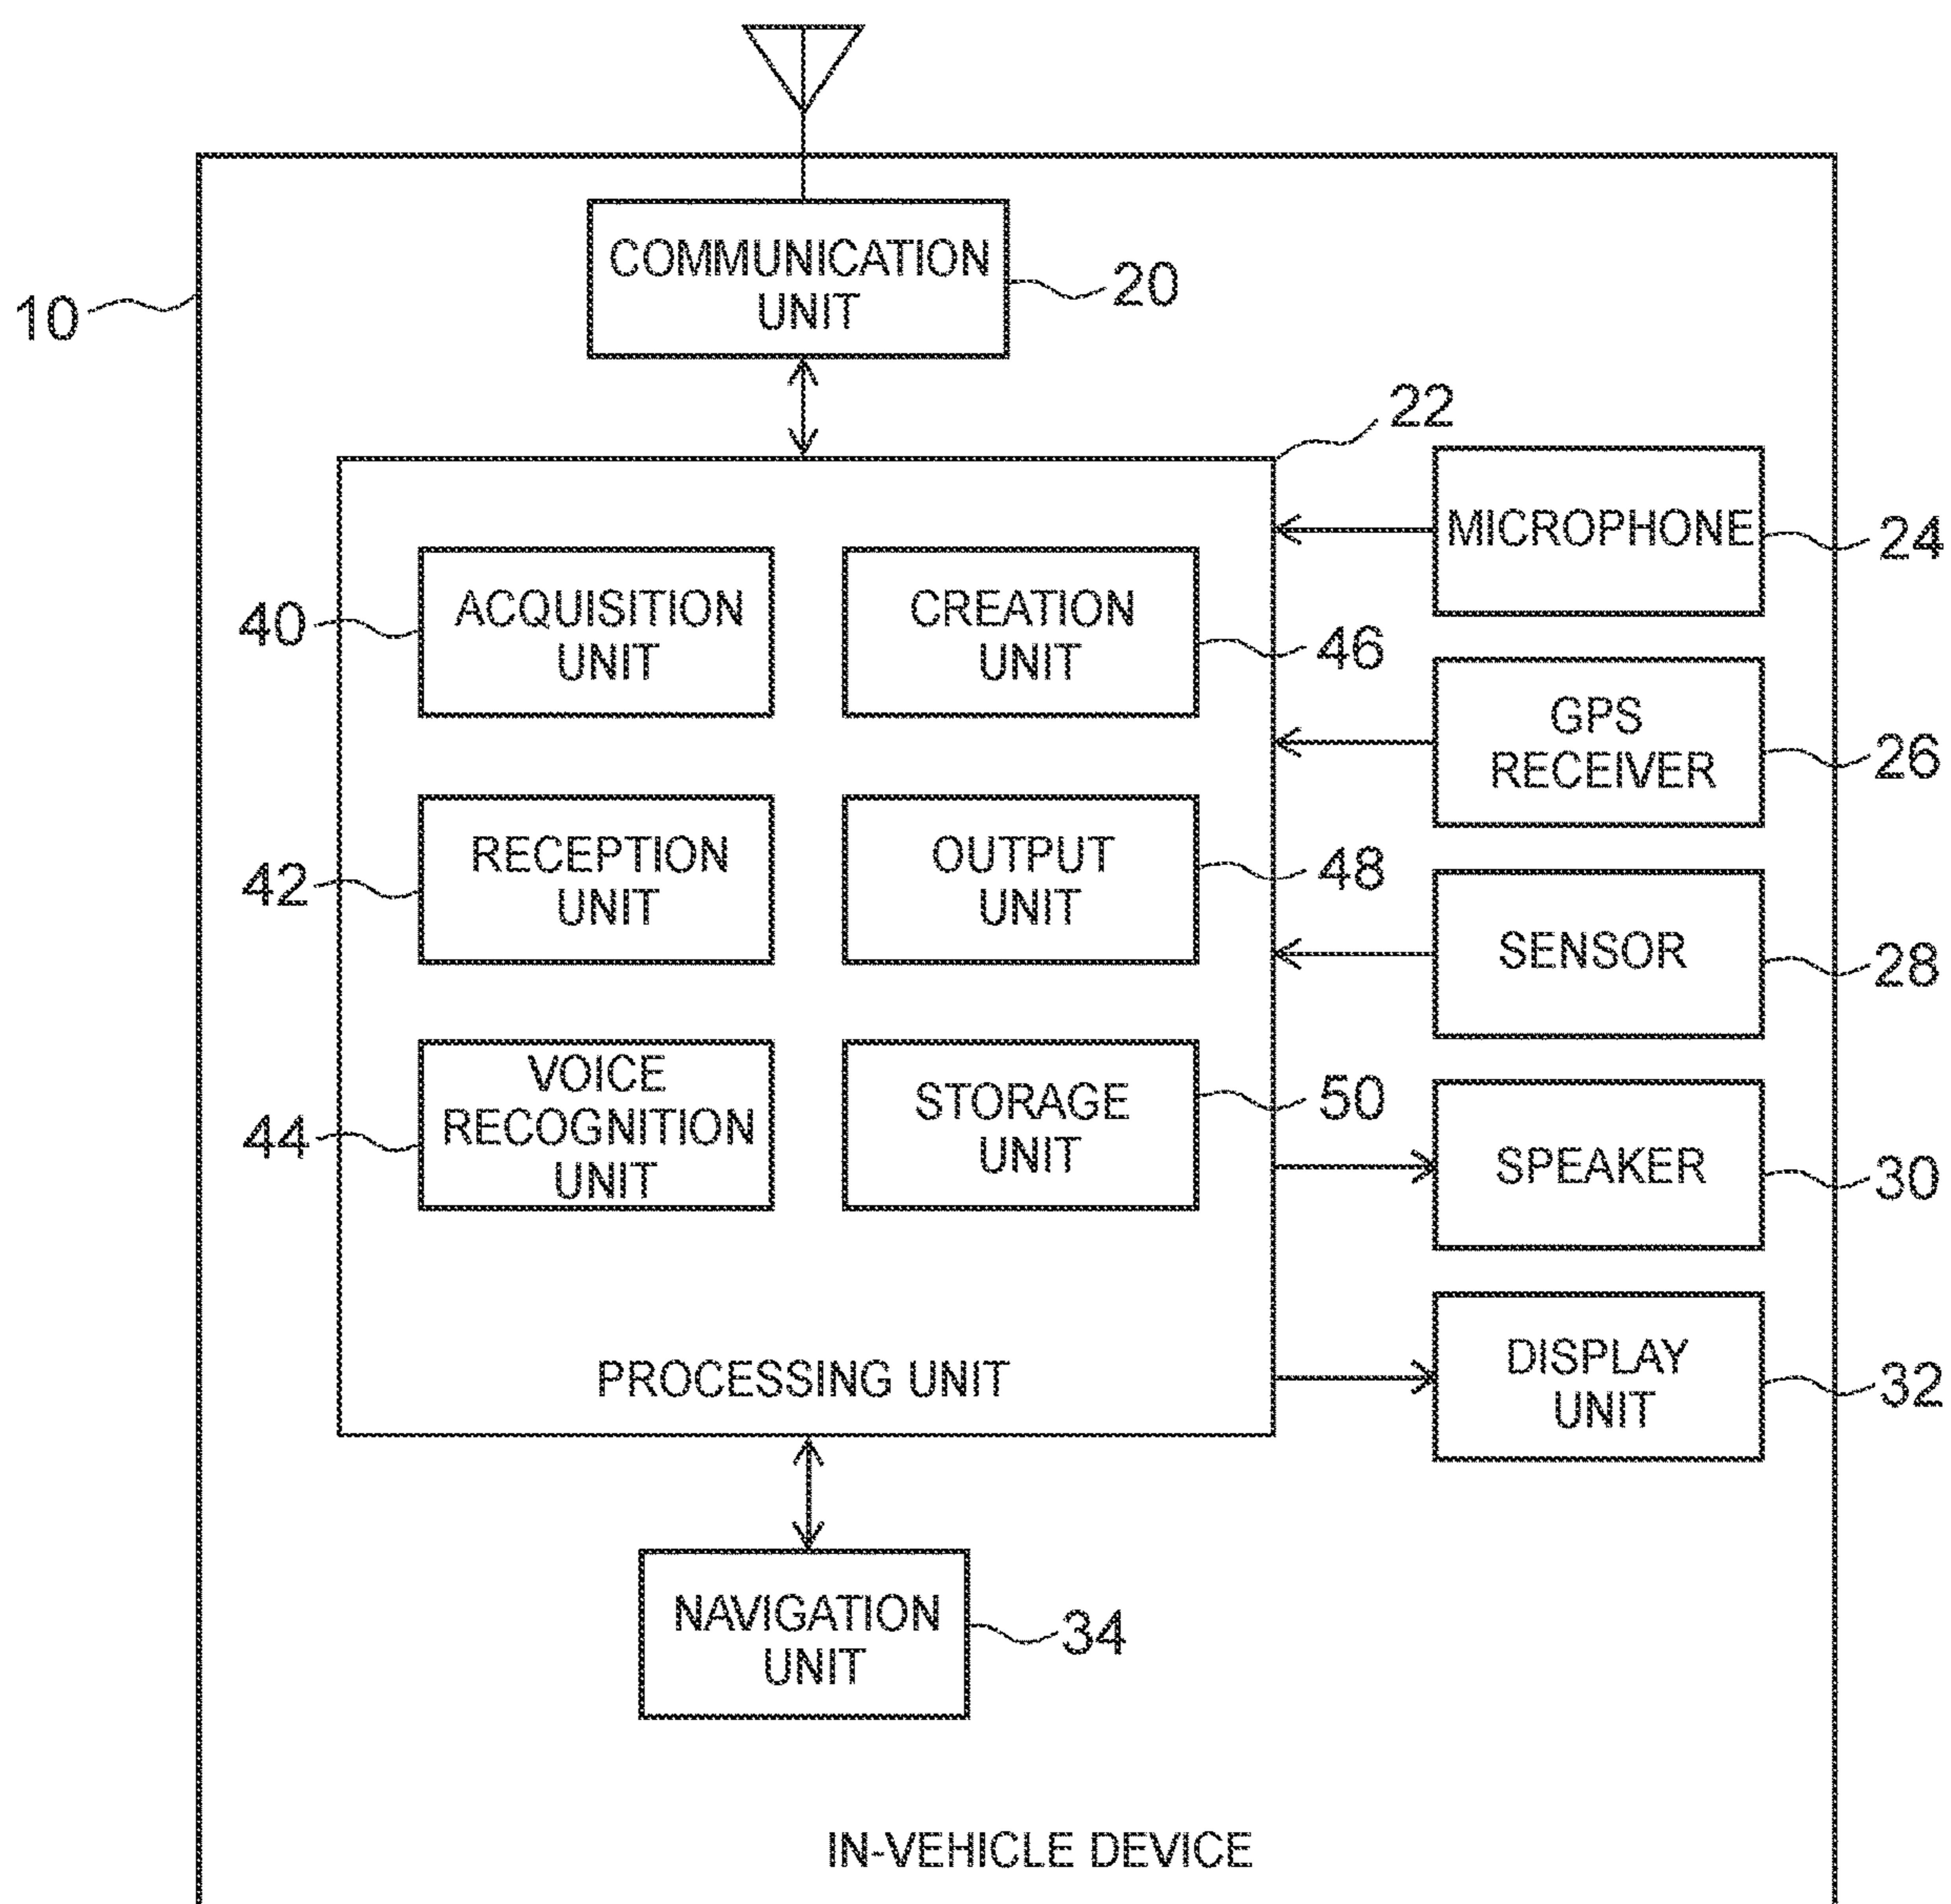 COMMUNICATION
UNIT
20
10
22
MICROPHONE
24
ACQUISITION
UNIT
40
CREATION
UNIT
46
GPS
RECEIVER
26
RECEPTION
UNIT
42
OUTPUT
UNIT
48
SENSOR
28
VOICE
RECOGNITION
UNIT
44
STORAGE
UNIT
50
SPEAKER
30
PROCESSING UNIT
DISPLAY
UNIT
32
NAVIGATION
UNIT
34
IN-VEHICLE DEVICE